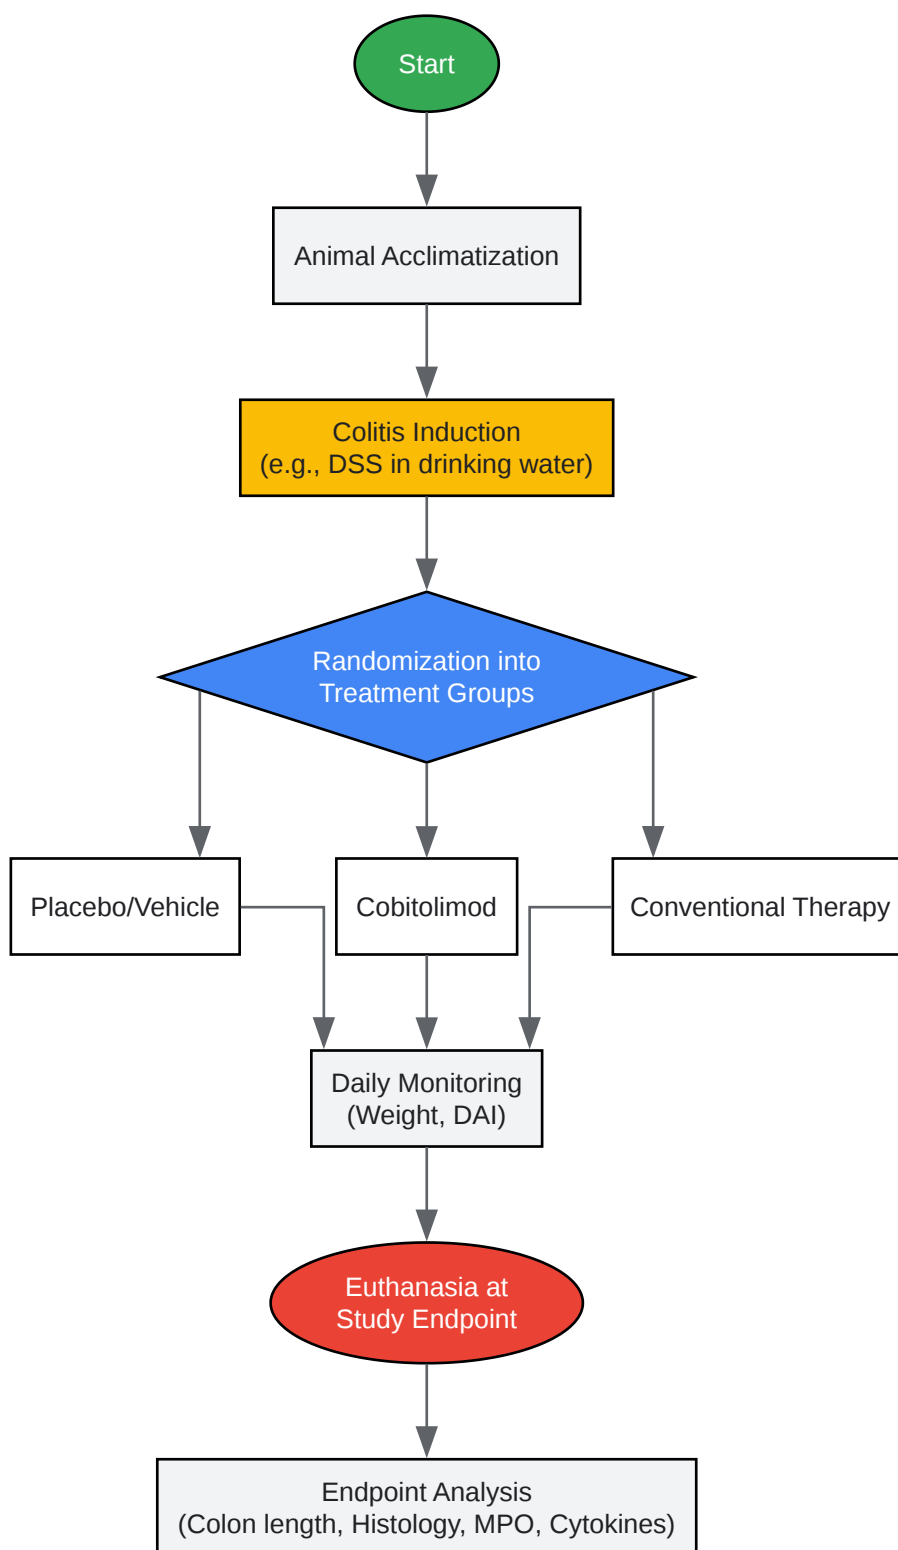 Start
Animal Acclimatization
Colitis Induction
(e.g., DSS in drinking water)
Randomization into
Treatment Groups
Placebo/Vehicle
Cobitolimod
Conventional Therapy
Daily Monitoring
(Weight, DAI)
Euthanasia at
Study Endpoint
Endpoint Analysis
(Colon length, Histology, MPO, Cytokines)